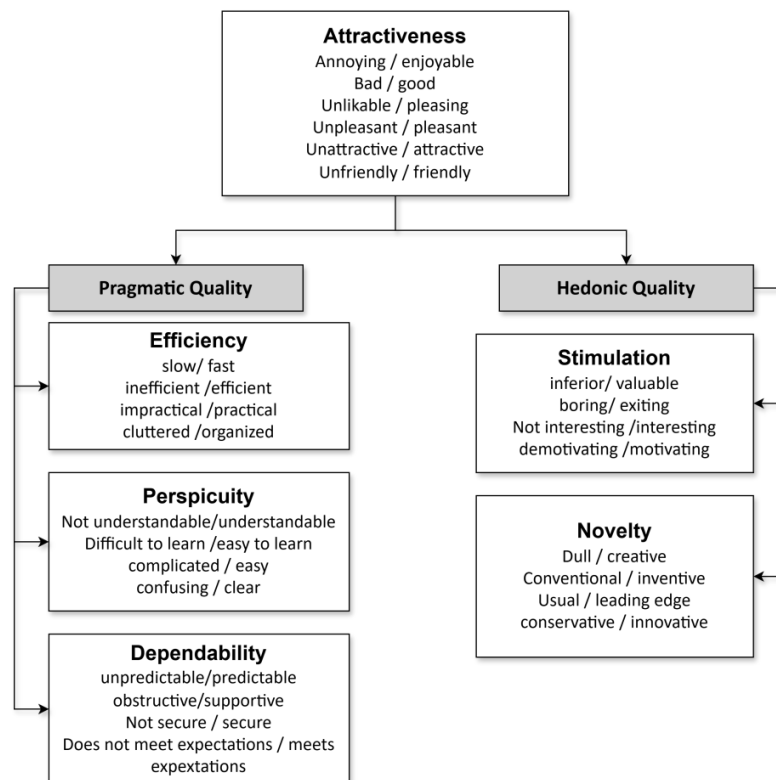 Attractiveness
Annoying / enjoyable
Bad / good
Unlikable / pleasing
Unpleasant / pleasant
Unattractive / attractive
Unfriendly / friendly
Pragmatic Quality
Efficiency
slow/ fast
inefficient /efficient
impractical /practical
cluttered /organized
Perspicuity
Not understandable/understandable
Difficult to learn /easy to learn
complicated / easy
confusing / clear
Dependability
unpredictable/predictable
obstructive/supportive
Not secure / secure
Does not meet expectations / meets
expextations
Hedonic Quality
Stimulation
inferior/ valuable
boring/ exiting
Not interesting /interesting
demotivating /motivating
Novelty
Dull / creative
Conventional / inventive
Usual / leading edge
conservative / innovative